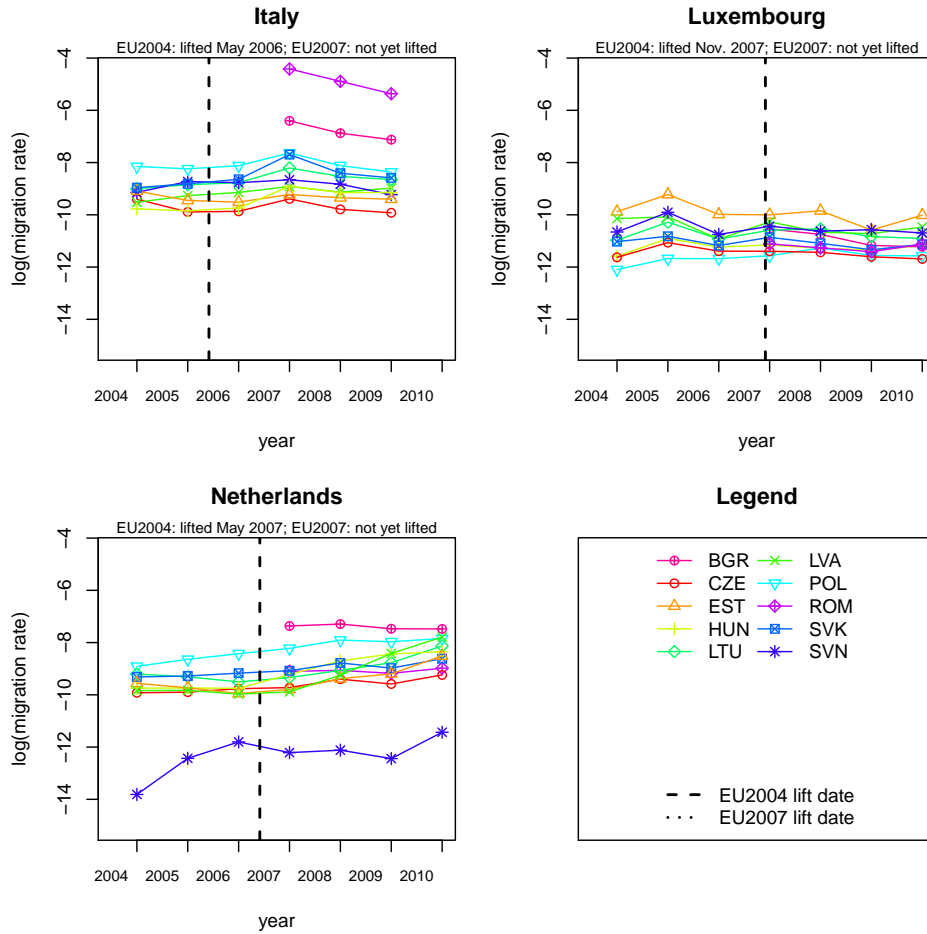 Italy
EU2004: lifted May 2006; EU2007: not yet lifted
log(migration rate)
−4
−6
−8
−10
−12
−14
2004 2005 2006 2007 2008 2009 2010
year
Luxembourg
EU2004: lifted Nov. 2007; EU2007: not yet lifted
log(migration rate)
−4
−6
−8
−10
−12
−14
2004 2005 2006 2007 2008 2009 2010
year
Netherlands
EU2004: lifted May 2007; EU2007: not yet lifted
log(migration rate)
−4
−6
−8
−10
−12
−14
2004 2005 2006 2007 2008 2009 2010
year
Legend
BGR LVA
CZE POL
EST ROM
HUN SVK
LTU SVN
EU2004 lift date
EU2007 lift date